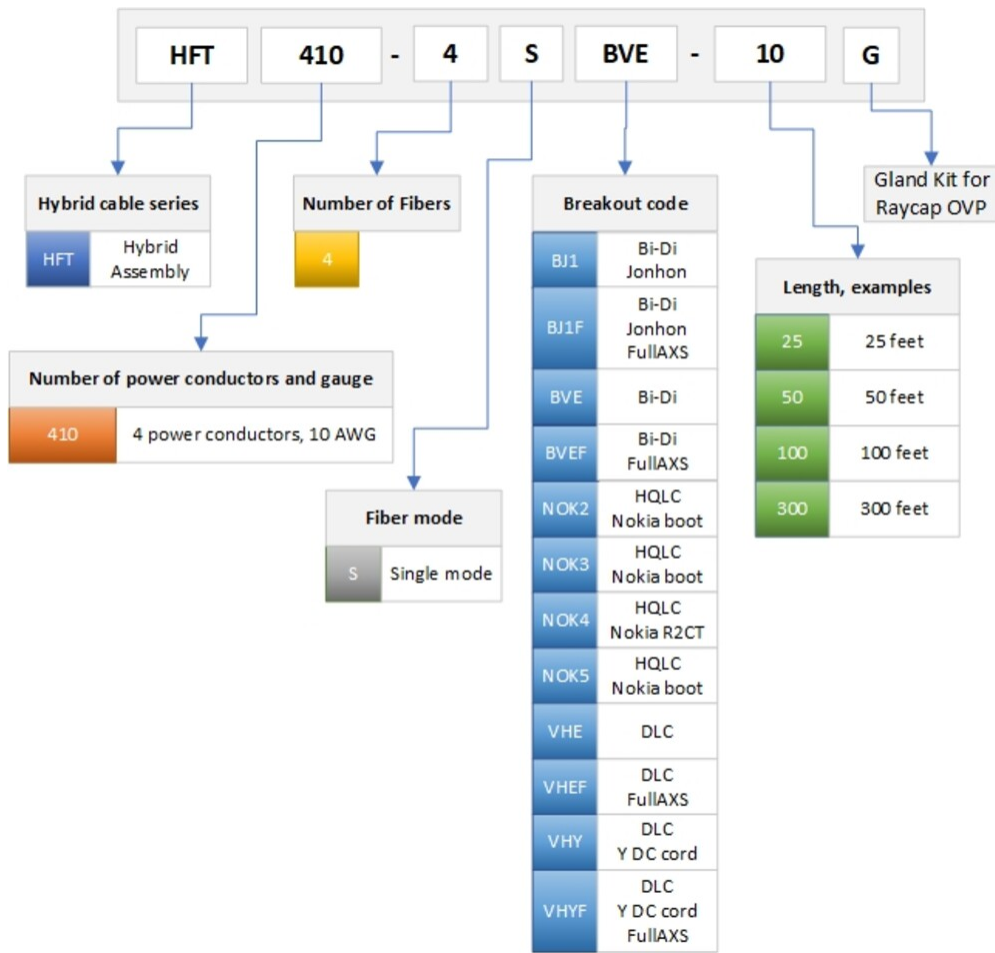 HFT 410 - 4 S BVE - 10 G
Hybrid cable series
HFT Hybrid
Assembly
Number of Fibers
4
Breakout code
BJ1 Bi-Di
Jonhon
BJ1F Bi-Di
Jonhon
FullAXS
BVE Bi-Di
BVEF Bi-Di
FullAXS
NOK2 HQLC
Nokia boot
NOK3 HQLC
Nokia boot
NOK4 HQLC
Nokia R2CT
NOK5 HQLC
Nokia boot
VHE DLC
VHEF DLC
FullAXS
VHY DLC
Y DC cord
VHYF DLC
Y DC cord
FullAXS
Gland Kit for
Raycap OVP
Length, examples
25 25 feet
50 50 feet
100 100 feet
300 300 feet
Number of power conductors and gauge
410 4 power conductors, 10 AWG
Fiber mode
S Single mode